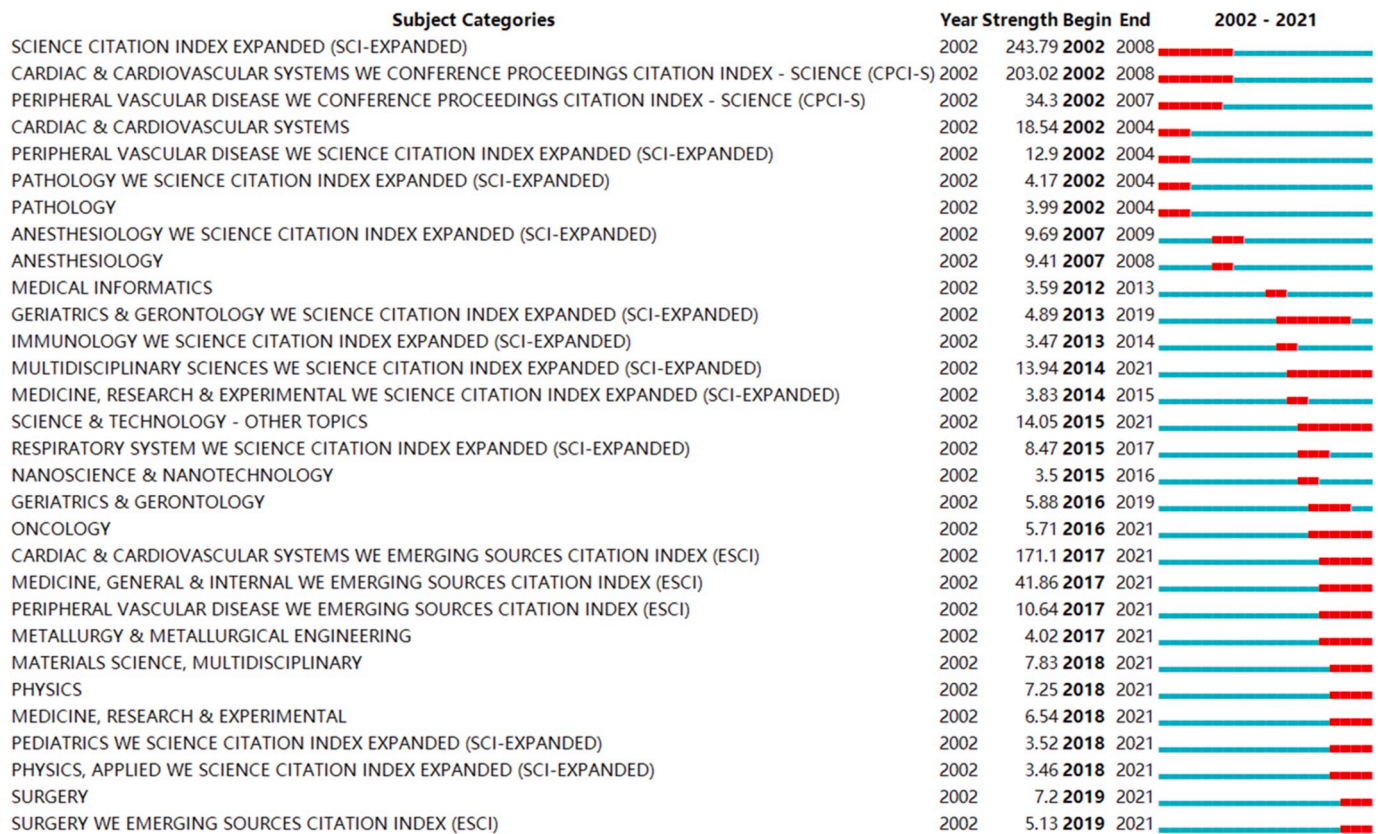 Subject Categories Year Strength Begin End 2002 - 2021
SCIENCE CITATION INDEX EXPANDED (SCI-EXPANDED) 2002 243.79 2002 2008
CARDIAC & CARDIOVASCULAR SYSTEMS WE CONFERENCE PROCEEDINGS CITATION INDEX - SCIENCE (CPCI-S) 2002 203.02 2002 2008
PERIPHERAL VASCULAR DISEASE WE CONFERENCE PROCEEDINGS CITATION INDEX - SCIENCE (CPCI-S) 2002 34.3 2002 2007
CARDIAC & CARDIOVASCULAR SYSTEMS 2002 18.54 2002 2004
PERIPHERAL VASCULAR DISEASE WE SCIENCE CITATION INDEX EXPANDED (SCI-EXPANDED) 2002 12.9 2002 2004
PATHOLOGY WE SCIENCE CITATION INDEX EXPANDED (SCI-EXPANDED) 2002 4.17 2002 2004
PATHOLOGY 2002 3.99 2002 2004
ANESTHESIOLOGY WE SCIENCE CITATION INDEX EXPANDED (SCI-EXPANDED) 2002 9.69 2007 2009
ANESTHESIOLOGY 2002 9.41 2007 2008
MEDICAL INFORMATICS 2002 3.59 2012 2013
GERIATRICS & GERONTOLOGY WE SCIENCE CITATION INDEX EXPANDED (SCI-EXPANDED) 2002 4.89 2013 2019
IMMUNOLOGY WE SCIENCE CITATION INDEX EXPANDED (SCI-EXPANDED) 2002 3.47 2013 2014
MULTIDISCIPLINARY SCIENCES WE SCIENCE CITATION INDEX EXPANDED (SCI-EXPANDED) 2002 13.94 2014 2021
MEDICINE, RESEARCH & EXPERIMENTAL WE SCIENCE CITATION INDEX EXPANDED (SCI-EXPANDED) 2002 3.83 2014 2015
SCIENCE & TECHNOLOGY - OTHER TOPICS 2002 14.05 2015 2021
RESPIRATORY SYSTEM WE SCIENCE CITATION INDEX EXPANDED (SCI-EXPANDED) 2002 8.47 2015 2017
NANOSCIENCE & NANOTECHNOLOGY 2002 3.5 2015 2016
GERIATRICS & GERONTOLOGY 2002 5.88 2016 2019
ONCOLOGY 2002 5.71 2016 2021
CARDIAC & CARDIOVASCULAR SYSTEMS WE EMERGING SOURCES CITATION INDEX (ESCI) 2002 171.1 2017 2021
MEDICINE, GENERAL & INTERNAL WE EMERGING SOURCES CITATION INDEX (ESCI) 2002 41.86 2017 2021
PERIPHERAL VASCULAR DISEASE WE EMERGING SOURCES CITATION INDEX (ESCI) 2002 10.64 2017 2021
METALLURGY & METALLURGICAL ENGINEERING 2002 4.02 2017 2021
MATERIALS SCIENCE, MULTIDISCIPLINARY 2002 7.83 2018 2021
PHYSICS 2002 7.25 2018 2021
MEDICINE, RESEARCH & EXPERIMENTAL 2002 6.54 2018 2021
PEDIATRICS WE SCIENCE CITATION INDEX EXPANDED (SCI-EXPANDED) 2002 3.52 2018 2021
PHYSICS, APPLIED WE SCIENCE CITATION INDEX EXPANDED (SCI-EXPANDED) 2002 3.46 2018 2021
SURGERY 2002 7.2 2019 2021
SURGERY WE EMERGING SOURCES CITATION INDEX (ESCI) 2002 5.13 2019 2021